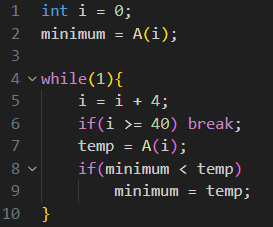 1 int i = 0;
2 minimum = A(i);
3
4 while(1){
5     i = i + 4;
6     if(i >= 40) break;
7     temp = A(i);
8     if(minimum < temp)
9         minimum = temp;
10 }